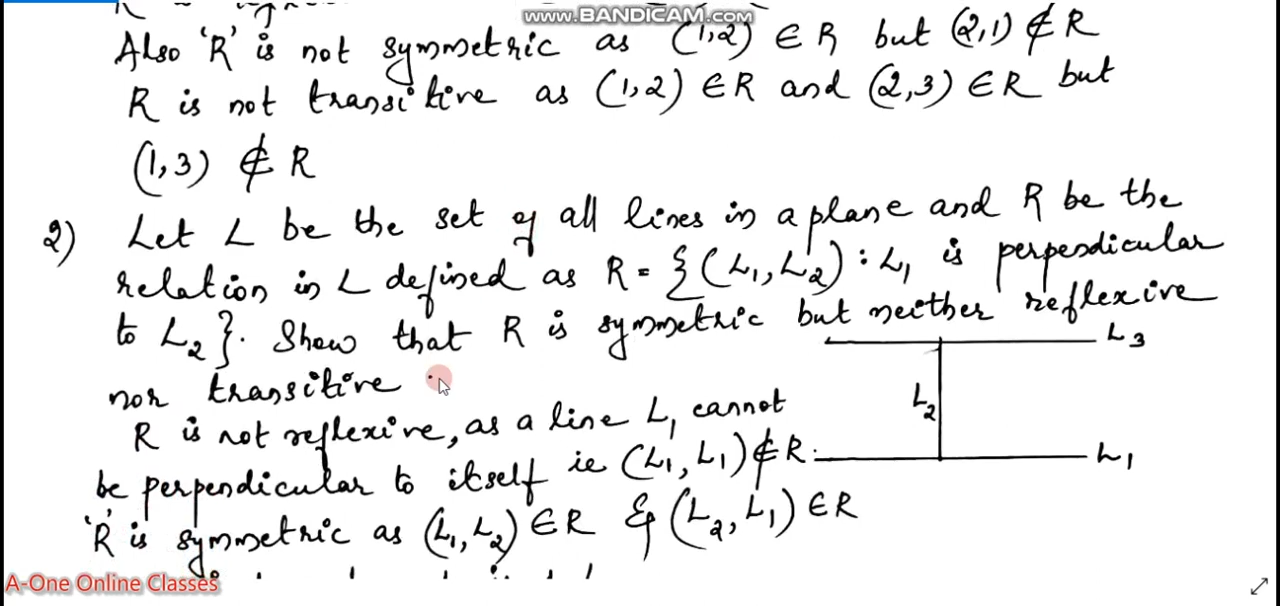 www.BANDICAM.com
Also 'R' is not symmetric as (1,2) ∈ R but (2,1) ∉ R
R is not transitive as (1,2) ∈ R and (2,3) ∈ R but
(1,3) ∉ R
2) Let L be the set of all lines in a plane and R be the
relation in L defined as R = {(L₁, L₂) : L₁ is perpendicular
to L₂}. Show that R is symmetric but neither reflexive
nor transitive.
L₃
L₂
L₁
R is not reflexive, as a line L₁ cannot
be perpendicular to itself ie (L₁, L₁) ∉ R.
'R' is symmetric as (L₁, L₂) ∈ R & (L₂, L₁) ∈ R
A-One Online Classes